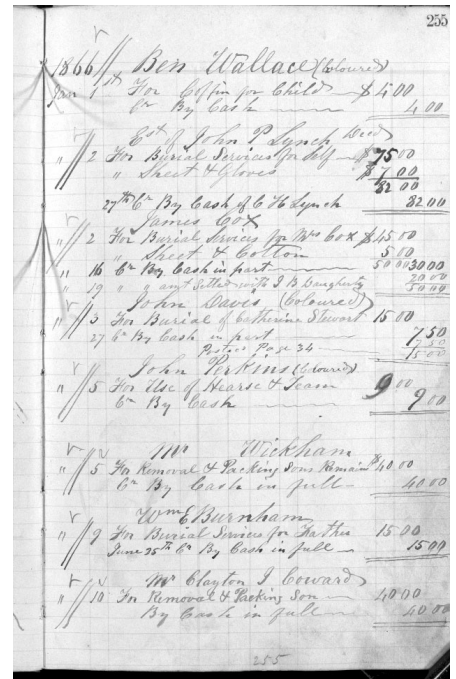 255
1866 Ben Wallace (Coloured)
Jan 1st For Coffin for Child $4 00
Cr By Cash 4 00
Est of John P Lynch Decd
" 2 For Burial Services for Self $75 00
" Sheet & Gloves $7 00
82 00
27th Cr By Cash of C H Lynch 82 00
James Cox
" 2 For Burial Services for Mrs Cox $45 00
" Sheet & Cotton 5 00
" 16 Cr By Cash in part 50 00 30 00
" 19 " " amt Settled with J B Daugherty 20 00
50 00
John Davis (Coloured)
" 3 For Burial of Catherine Stewart 15 00
27 Cr By Cash in part 7 50
Posted Page 34 7 50
15 00
John Perkins (Coloured)
" 5 For Use of Hearse & Team 9 00
Cr By Cash 9 00
Mr Wickham
" 5 For Removal & Packing Sons Remain $40 00
Cr By Cash in full 40 00
Wm E Burnham
" 9 For Burial Services for Father 15 00
June 25th Cr By Cash in full 15 00
Mr Clayton J Coward
" 10 For Removal & Packing Son 40 00
By Cash in full 40 00
255